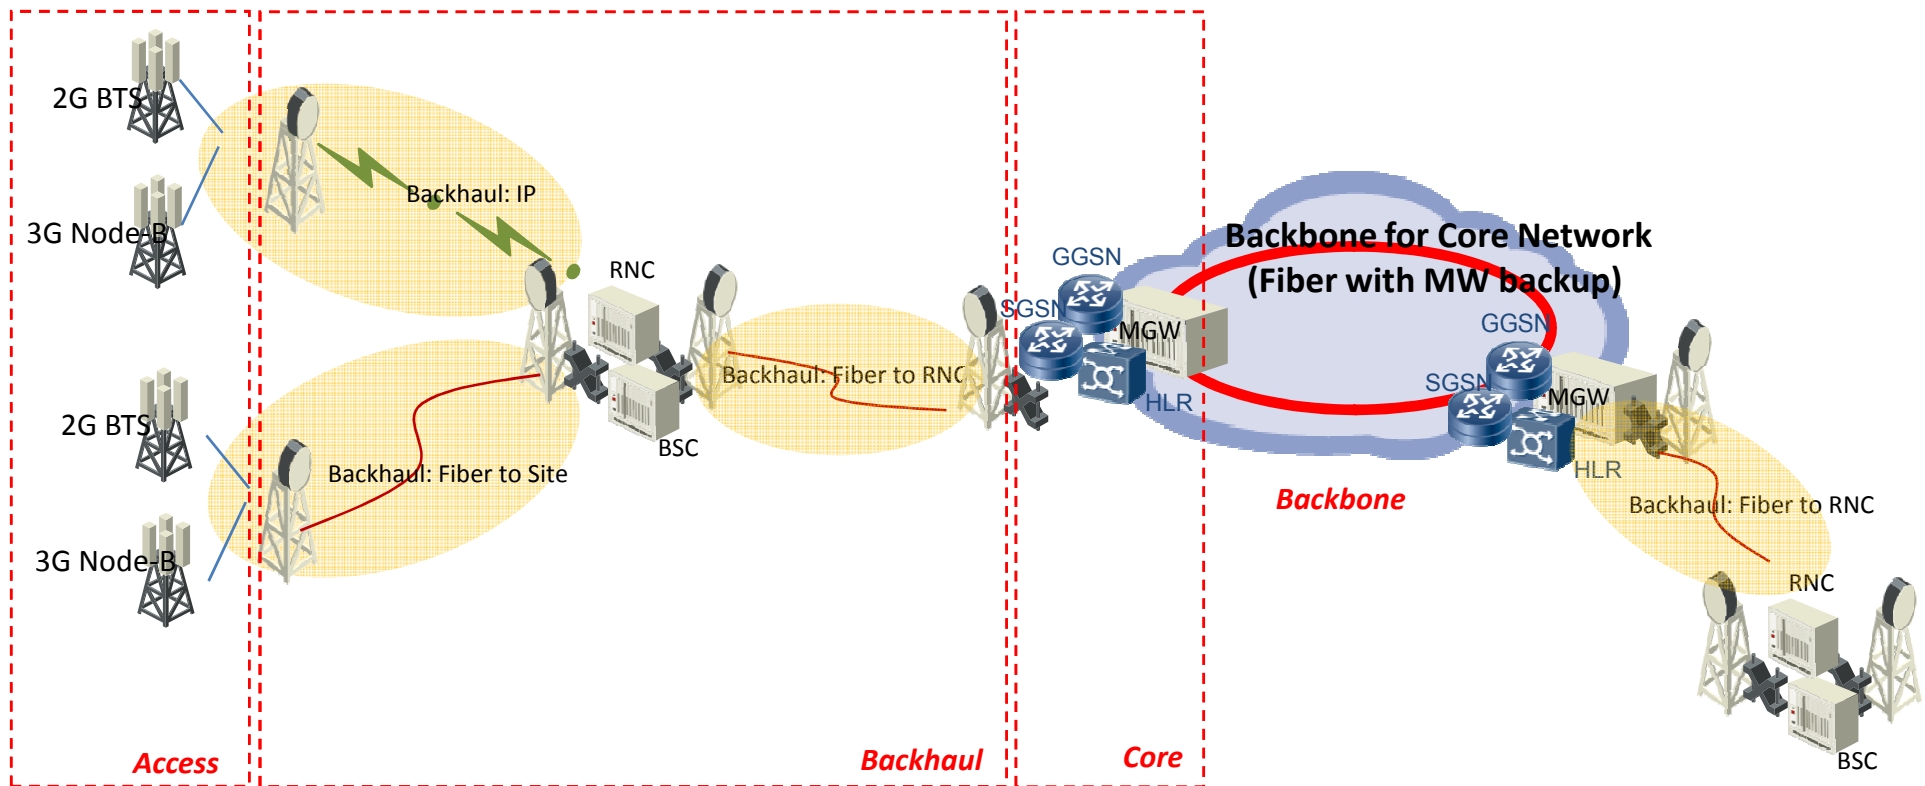 2G BTS
3G Node-B
Backhaul: IP
RNC
2G BTS
3G Node-B
Backhaul: Fiber to Site
BSC
Backhaul: Fiber to RNC
GGSN
SGSN
MGW
HLR
Backbone for Core Network
(Fiber with MW backup)
GGSN
SGSN
MGW
HLR
Backbone
Backhaul: Fiber to RNC
RNC
BSC
Access
Backhaul
Core